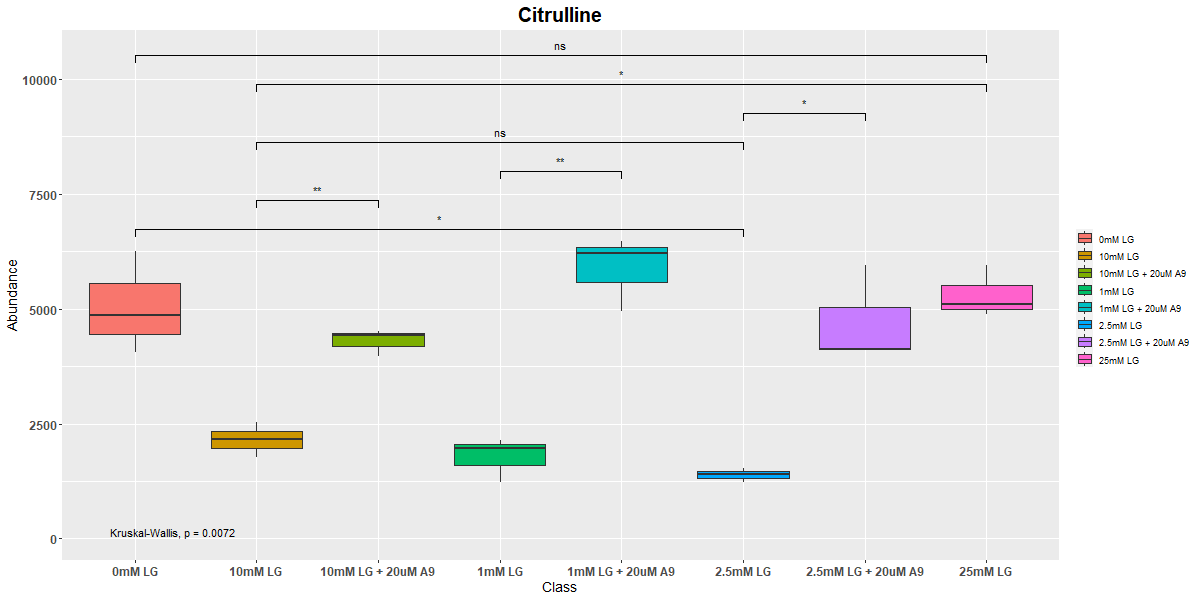 Citrulline
ns
*
*
ns
**
**
*
10000
7500
5000
2500
0
Abundance
Kruskal-Wallis, p = 0.0072
0mM LG
10mM LG
10mM LG + 20uM A9
1mM LG
1mM LG + 20uM A9
2.5mM LG
2.5mM LG + 20uM A9
25mM LG
Class
0mM LG
10mM LG
10mM LG + 20uM A9
1mM LG
1mM LG + 20uM A9
2.5mM LG
2.5mM LG + 20uM A9
25mM LG